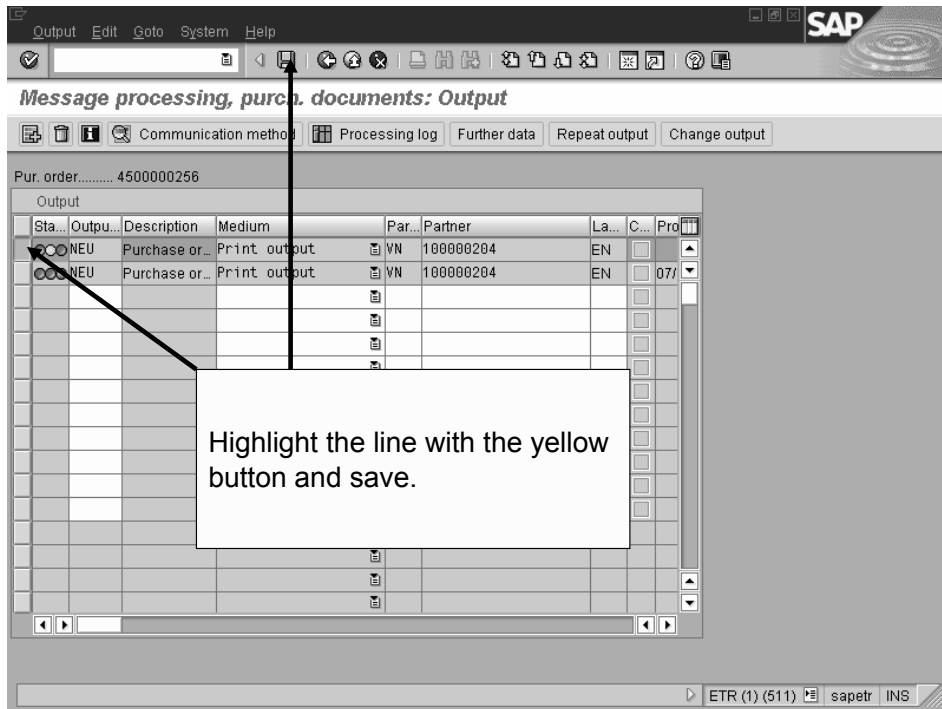 Output Edit Goto System Help
SAP
Message processing, purch. documents: Output
Communication method Processing log Further data Repeat output Change output
Pur. order.......... 4500000256
Output
Sta... Outpu... Description Medium Par... Partner La... C... Pro
NEU Purchase or... Print output VN 100000204 EN
NEU Purchase or... Print output VN 100000204 EN 07/
Highlight the line with the yellow
button and save.
ETR (1) (511) sapetr INS